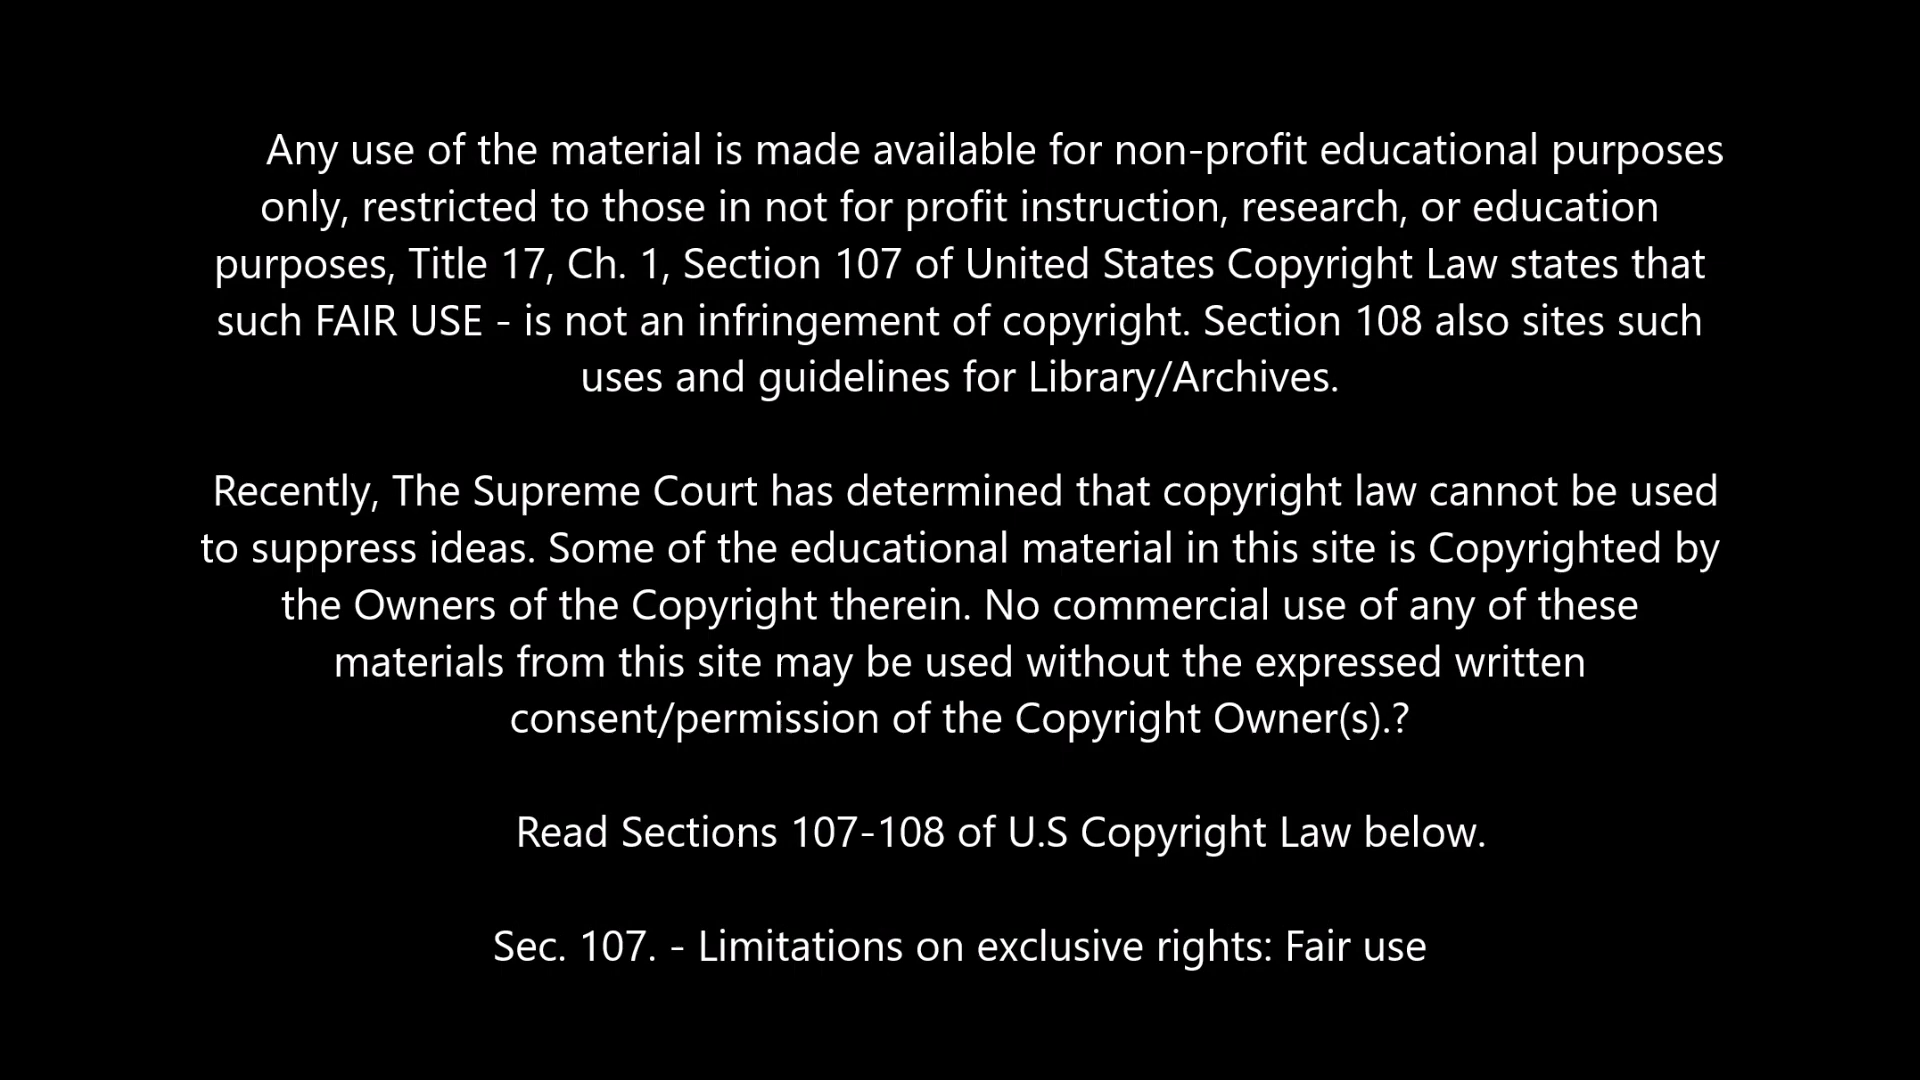 Any use of the material is made available for non-profit educational purposes
only, restricted to those in not for profit instruction, research, or education
purposes, Title 17, Ch. 1, Section 107 of United States Copyright Law states that
such FAIR USE - is not an infringement of copyright. Section 108 also sites such
uses and guidelines for Library/Archives.
Recently, The Supreme Court has determined that copyright law cannot be used
to suppress ideas. Some of the educational material in this site is Copyrighted by
the Owners of the Copyright therein. No commercial use of any of these
materials from this site may be used without the expressed written
consent/permission of the Copyright Owner(s).?
Read Sections 107-108 of U.S Copyright Law below.
Sec. 107. - Limitations on exclusive rights: Fair use